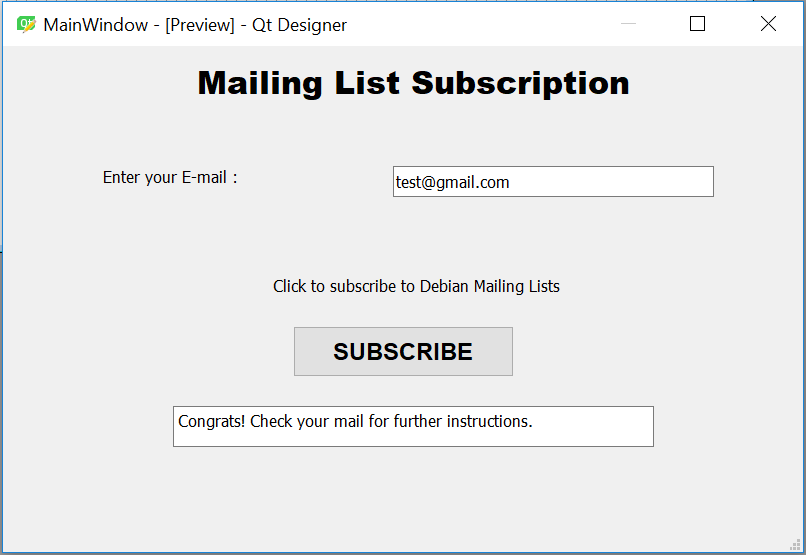 MainWindow - [Preview] - Qt Designer
Mailing List Subscription
Enter your E-mail :
test@gmail.com
Click to subscribe to Debian Mailing Lists
SUBSCRIBE
Congrats! Check your mail for further instructions.